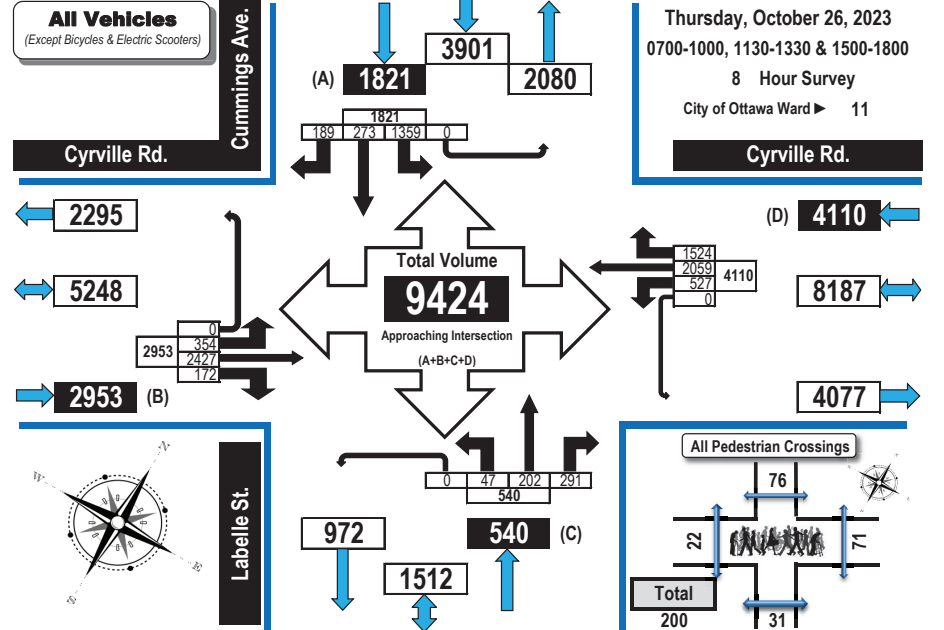 All Vehicles
(Except Bicycles & Electric Scooters)
Cummings Ave.
Cyrville Rd.
(A)
1821
3901
2080
1821
189 273 1359 0
Thursday, October 26, 2023
0700-1000, 1130-1330 & 1500-1800
8 Hour Survey
City of Ottawa Ward ► 11
Cyrville Rd.
2295
5248
0
354
2427
172
2953
2953
(B)
Total Volume
9424
Approaching Intersection
(A+B+C+D)
(D)
4110
1524
2059
527
0
4110
8187
4077
N
W
E
S
Labelle St.
0 47 202 291
540
972
1512
540
(C)
All Pedestrian Crossings
76
22
71
31
Total
200